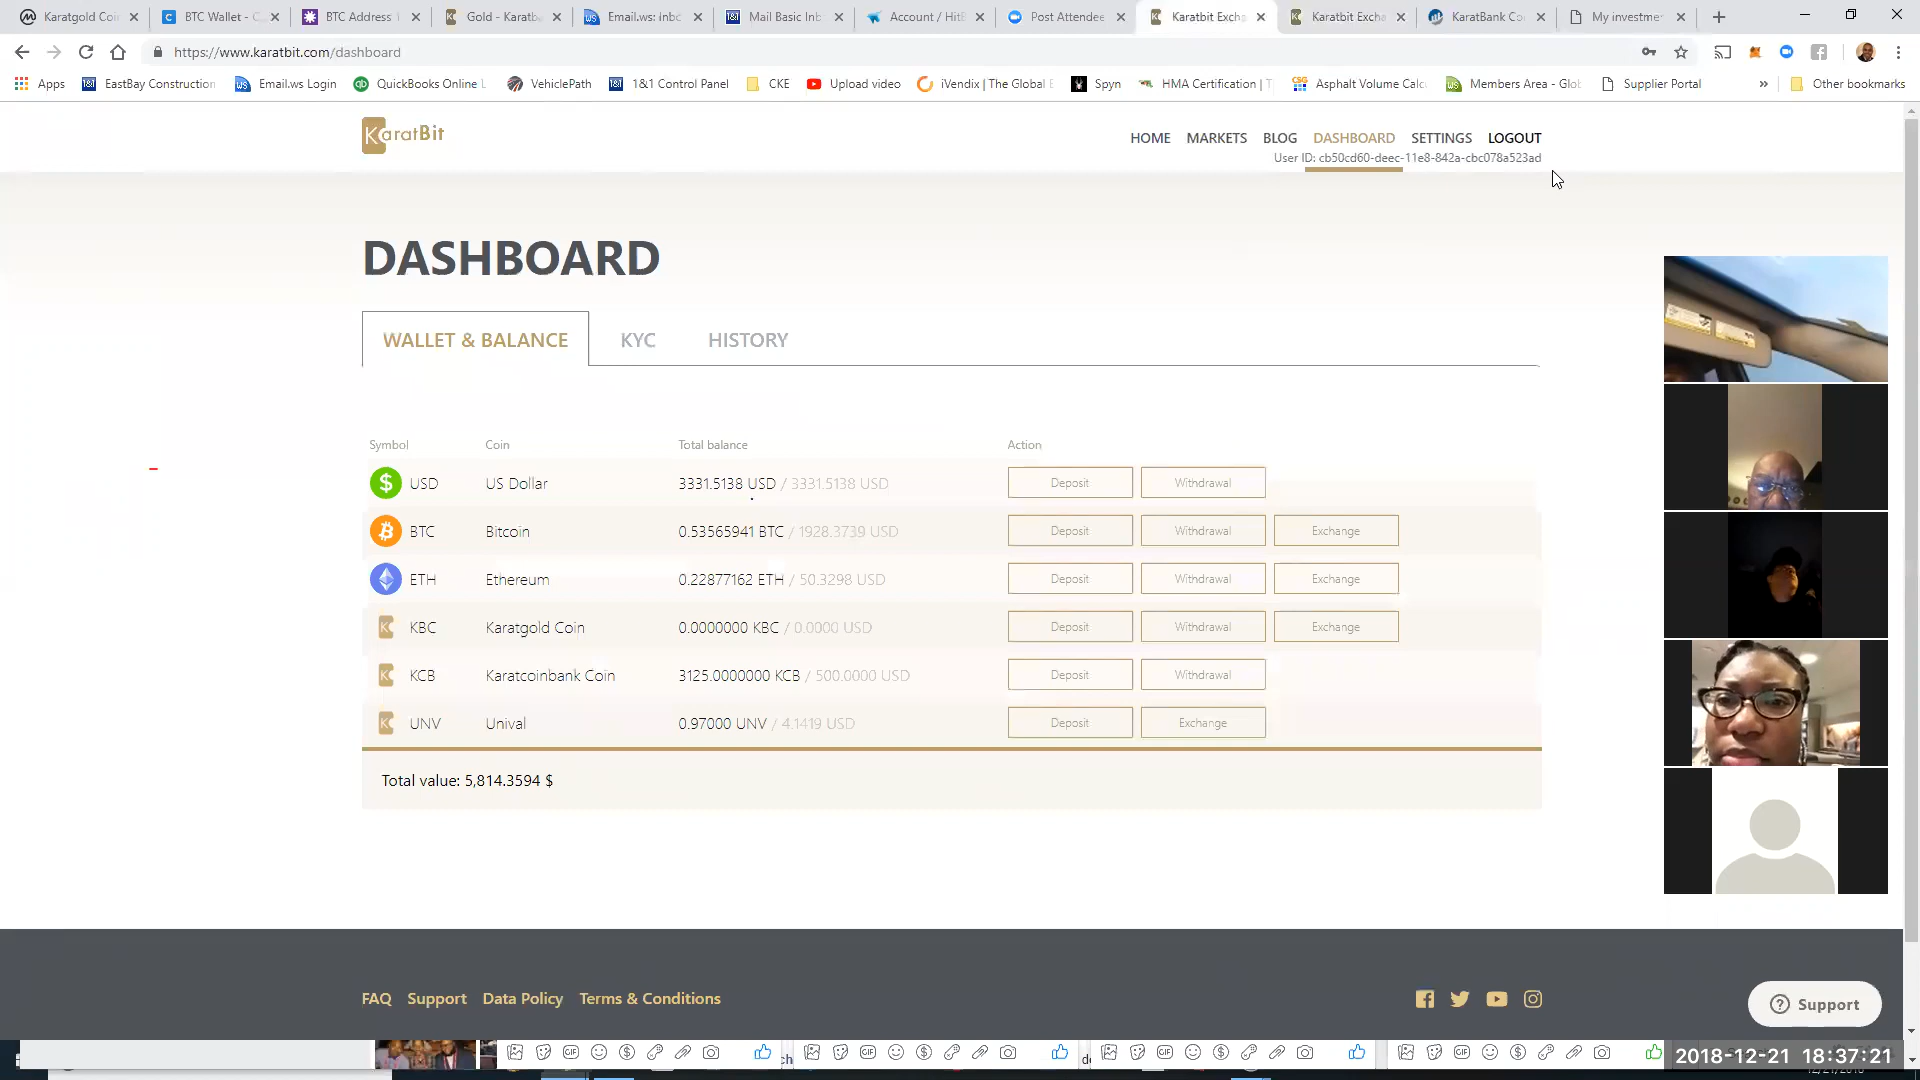 Karatgold Coi
BTC Wallet - C
BTC Address
Gold - Karatb
Email.ws: Inbo
Mail Basic Inb
Account / HitB
Post Attendee
Karatbit Excha
Karatbit Excha
KaratBank Co
My investme
https://www.karatbit.com/dashboard
Apps
EastBay Construction
Email.ws Login
QuickBooks Online L
VehiclePath
1&1 Control Panel
CKE
Upload video
iVendix | The Global E
Spyn
HMA Certification | T
Asphalt Volume Calcu
Members Area - Glob
Supplier Portal
»
Other bookmarks
KaratBit
HOME MARKETS BLOG DASHBOARD SETTINGS LOGOUT
User ID: cb50cd60-deec-11e8-842a-cbc078a523ad
DASHBOARD
WALLET & BALANCE KYC HISTORY
Symbol Coin Total balance Action
USD US Dollar 3331.5138 USD / 3331.5138 USD Deposit Withdrawal
BTC Bitcoin 0.53565941 BTC / 1928.3739 USD Deposit Withdrawal Exchange
ETH Ethereum 0.22877162 ETH / 50.3298 USD Deposit Withdrawal Exchange
KBC Karatgold Coin 0.0000000 KBC / 0.0000 USD Deposit Withdrawal Exchange
KCB Karatcoinbank Coin 3125.0000000 KCB / 500.0000 USD Deposit Withdrawal
UNV Unival 0.97000 UNV / 4.1419 USD Deposit Exchange
Total value: 5,814.3594 $
FAQ Support Data Policy Terms & Conditions
Support
2018-12-21 18:37:21